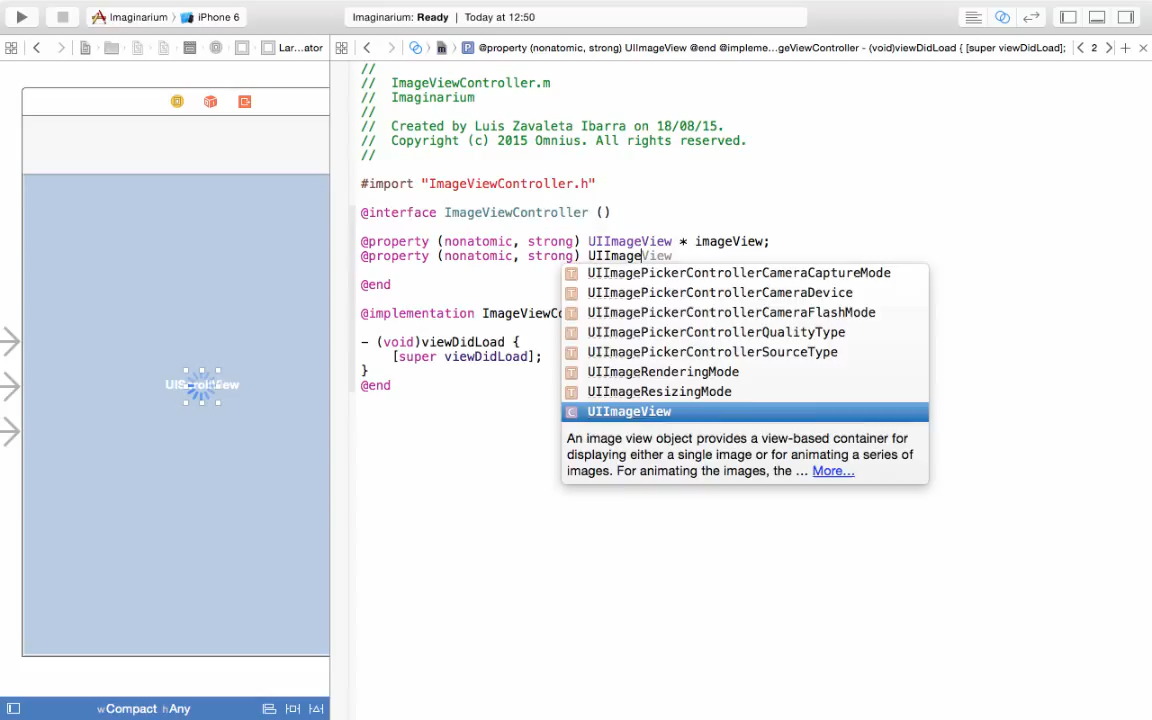 Imaginarium
iPhone 6
Imaginarium: Ready | Today at 12:50
Lar...ator
@property (nonatomic, strong) UIImageView @end @impleme...geViewController - (void)viewDidLoad { [super viewDidLoad];
2
//
// ImageViewController.m
// Imaginarium
//
// Created by Luis Zavaleta Ibarra on 18/08/15.
// Copyright (c) 2015 Omnius. All rights reserved.
//
#import "ImageViewController.h"
@interface ImageViewController ()
@property (nonatomic, strong) UIImageView * imageView;
@property (nonatomic, strong) UIImageView
@end
@implementation ImageViewCo
- (void)viewDidLoad {
[super viewDidLoad];
}
@end
UIImagePickerControllerCameraCaptureMode
UIImagePickerControllerCameraDevice
UIImagePickerControllerCameraFlashMode
UIImagePickerControllerQualityType
UIImagePickerControllerSourceType
UIImageRenderingMode
UIImageResizingMode
UIImageView
An image view object provides a view-based container for
displaying either a single image or for animating a series of
images. For animating the images, the ... More...
UIScrollView
wCompact hAny